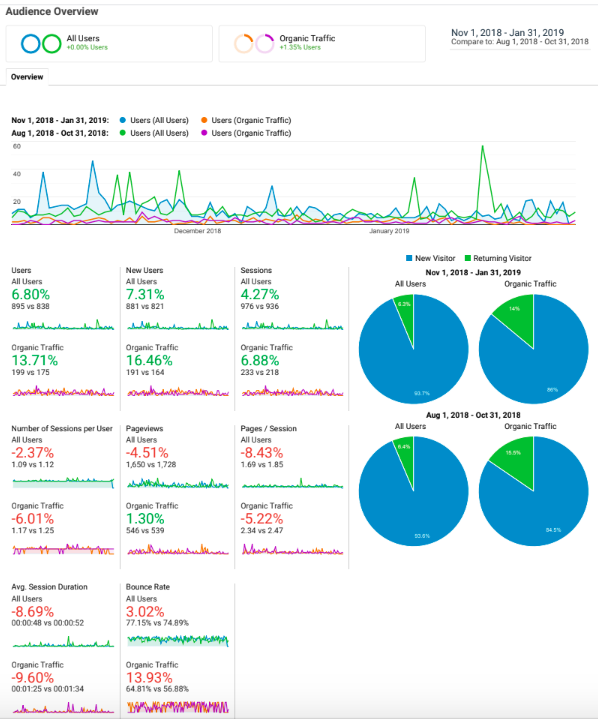 Audience Overview
All Users
+0.00% Users
Organic Traffic
+1.35% Users
Nov 1, 2018 - Jan 31, 2019
Compare to: Aug 1, 2018 - Oct 31, 2018
Overview
Nov 1, 2018 - Jan 31, 2019: Users (All Users) Users (Organic Traffic)
Aug 1, 2018 - Oct 31, 2018: Users (All Users) Users (Organic Traffic)
60
40
20
December 2018 January 2019
New Visitor Returning Visitor
Nov 1, 2018 - Jan 31, 2019
All Users Organic Traffic
6.3%
93.7%
14%
86%
Aug 1, 2018 - Oct 31, 2018
All Users Organic Traffic
6.4%
93.6%
15.5%
84.5%
Users
All Users
6.80%
895 vs 838
Organic Traffic
13.71%
199 vs 175
New Users
All Users
7.31%
881 vs 821
Organic Traffic
16.46%
191 vs 164
Sessions
All Users
4.27%
976 vs 936
Organic Traffic
6.88%
233 vs 218
Number of Sessions per User
All Users
-2.37%
1.09 vs 1.12
Organic Traffic
-6.01%
1.17 vs 1.25
Pageviews
All Users
-4.51%
1,650 vs 1,728
Organic Traffic
1.30%
546 vs 539
Pages / Session
All Users
-8.43%
1.69 vs 1.85
Organic Traffic
-5.22%
2.34 vs 2.47
Avg. Session Duration
All Users
-8.69%
00:00:48 vs 00:00:52
Organic Traffic
-9.60%
00:01:25 vs 00:01:34
Bounce Rate
All Users
3.02%
77.15% vs 74.89%
Organic Traffic
13.93%
64.81% vs 56.88%